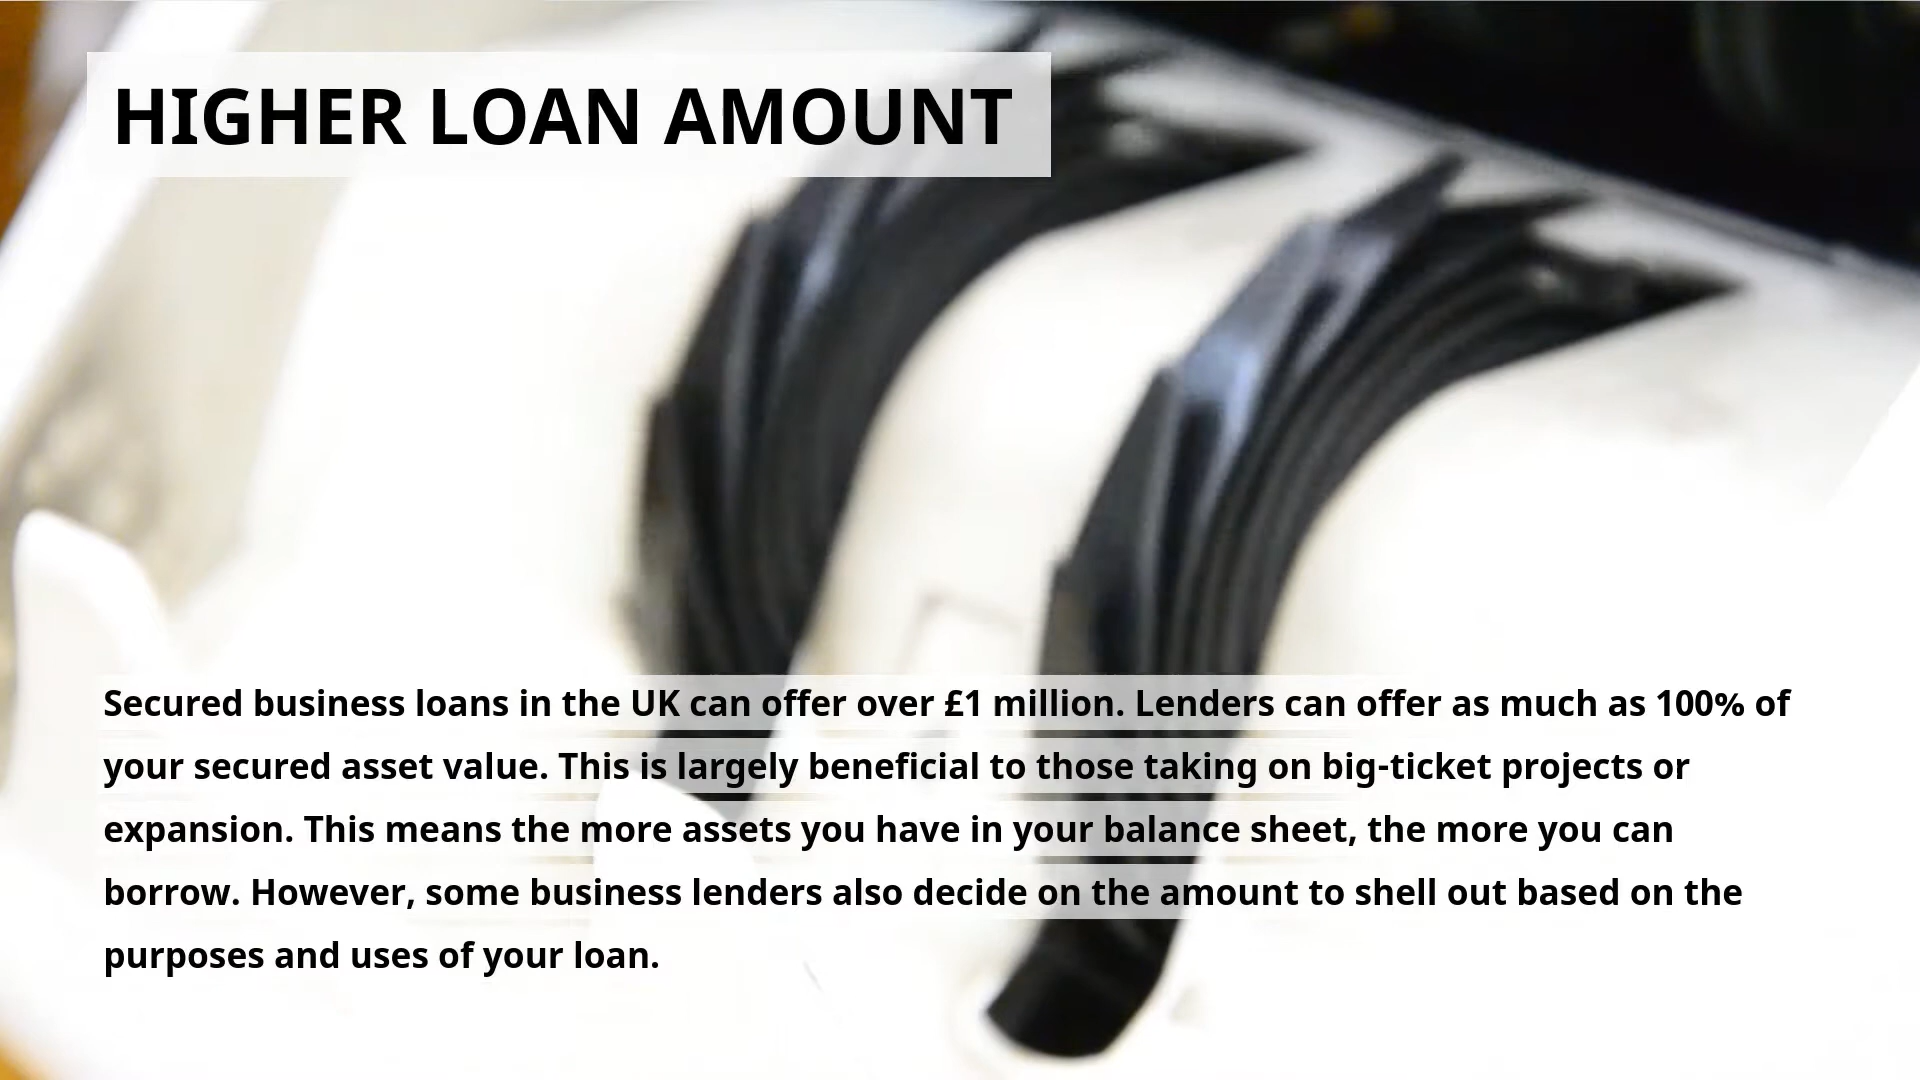 HIGHER LOAN AMOUNT
Secured business loans in the UK can offer over £1 million. Lenders can offer as much as 100% of
your secured asset value. This is largely beneficial to those taking on big-ticket projects or
expansion. This means the more assets you have in your balance sheet, the more you can
borrow. However, some business lenders also decide on the amount to shell out based on the
purposes and uses of your loan.